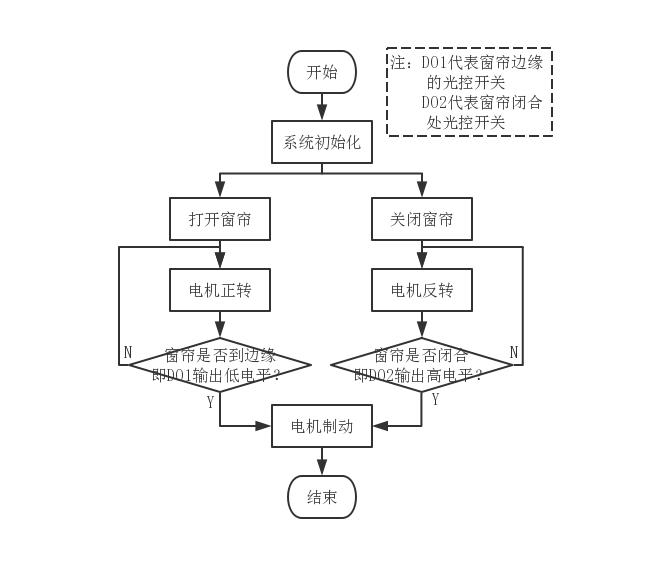 开始
注：DO1代表窗帘边缘
的光控开关
DO2代表窗帘闭合
处光控开关
系统初始化
打开窗帘
关闭窗帘
电机正转
电机反转
N
窗帘是否到边缘
即DO1输出低电平？
窗帘是否闭合
即DO2输出高电平？
N
Y
Y
电机制动
结束